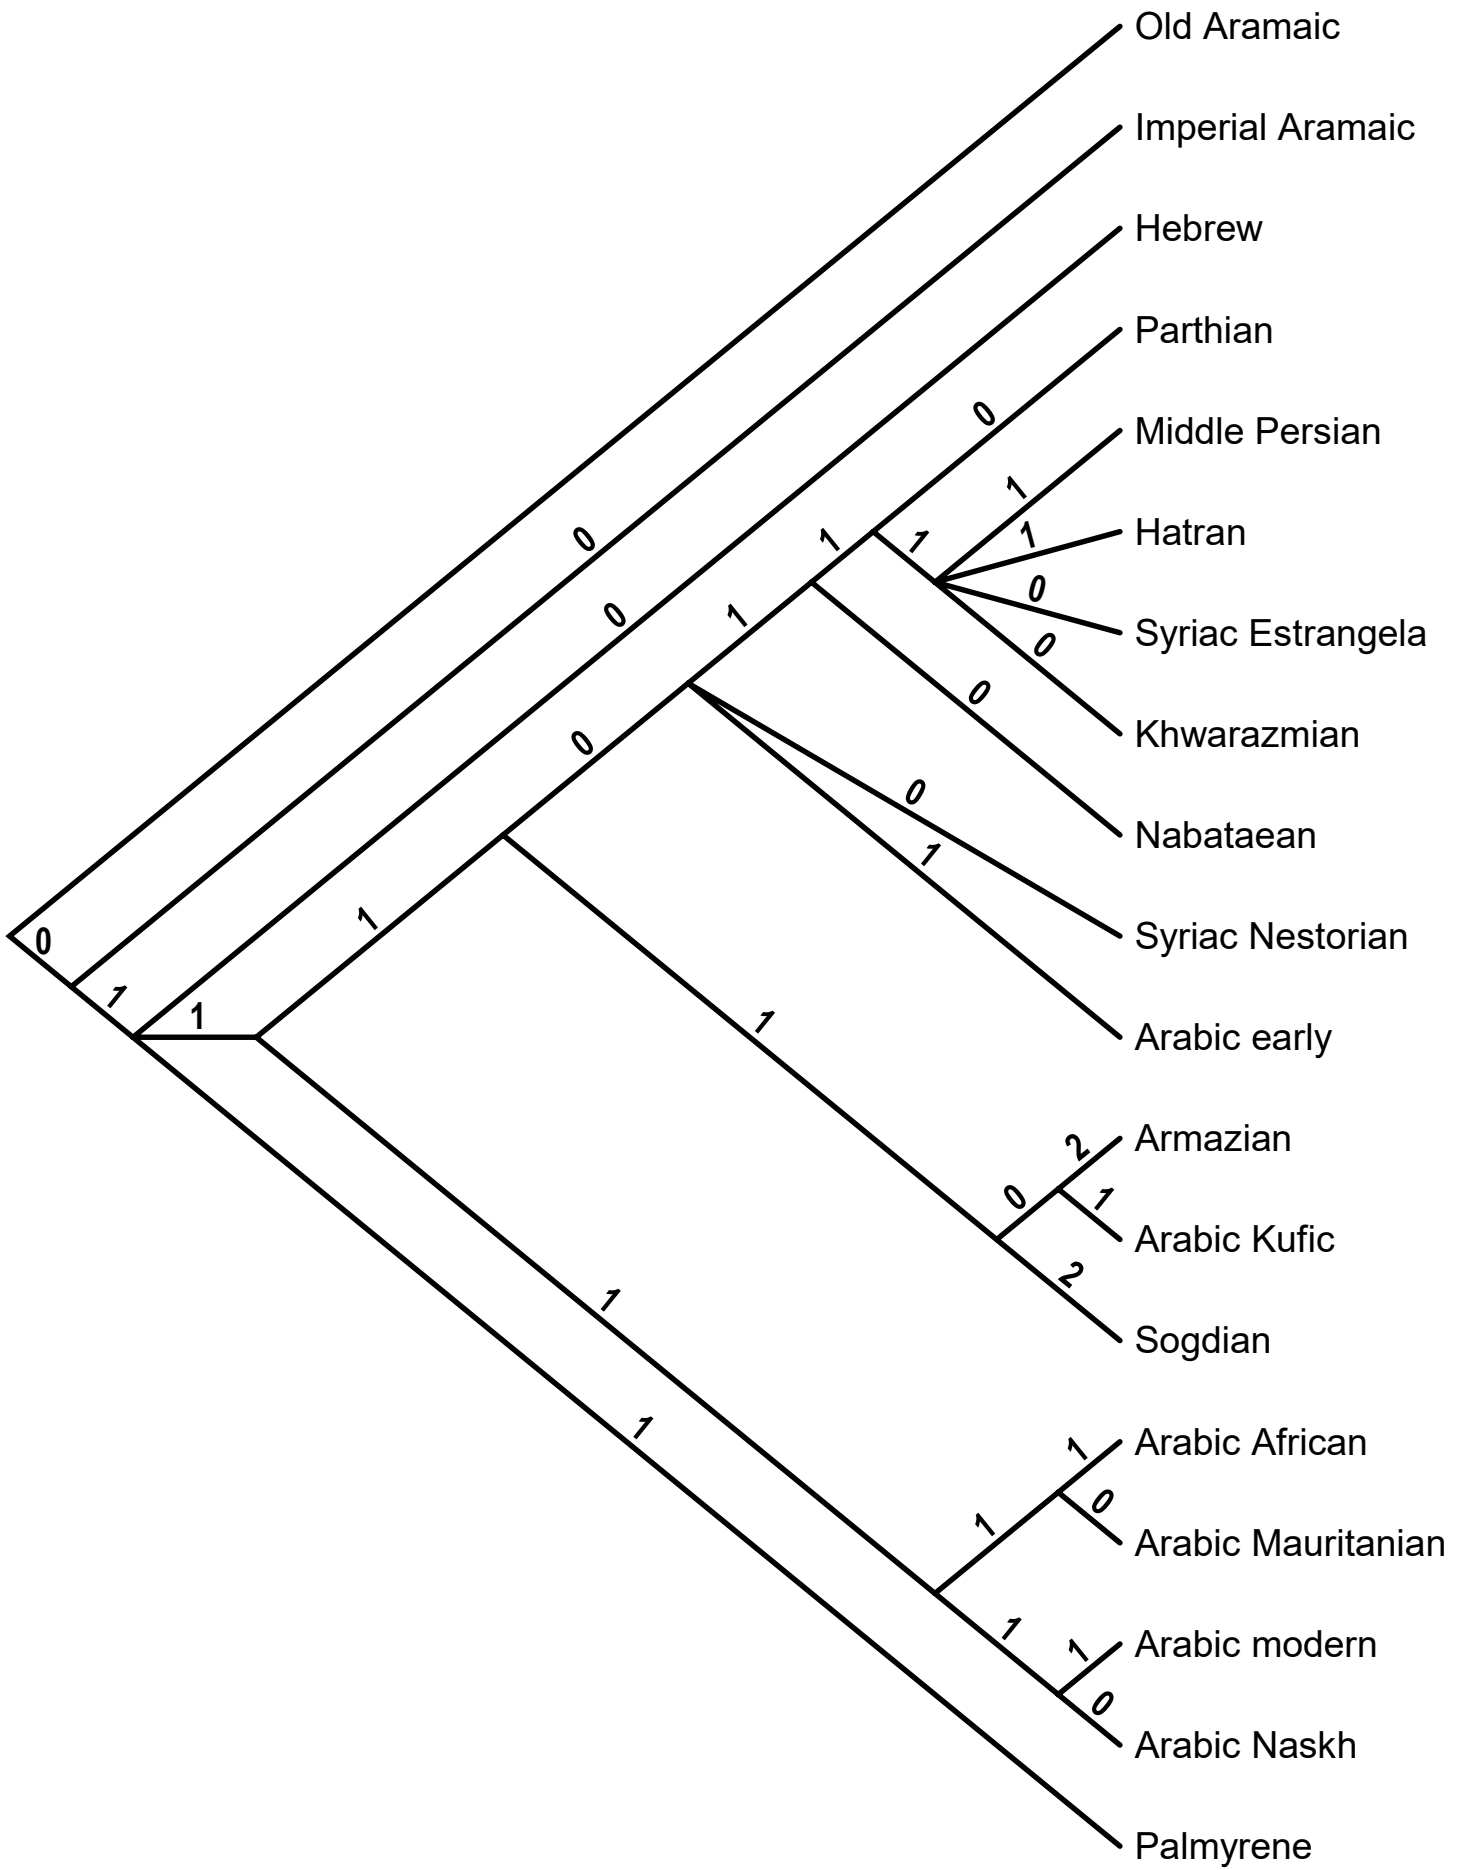 Old Aramaic
Imperial Aramaic
Hebrew
Parthian
0
Middle Persian
1
Hatran
1
0
1
1
0
Syriac Estrangela
0
1
0
0
Khwarazmian
0
0
Nabataean
0
1
1
Syriac Nestorian
0
1
1
1
Arabic early
2
Armazian
0
1
Arabic Kufic
2
1
Sogdian
1
1
Arabic African
0
1
Arabic Mauritanian
1
1
Arabic modern
0
Arabic Naskh
Palmyrene